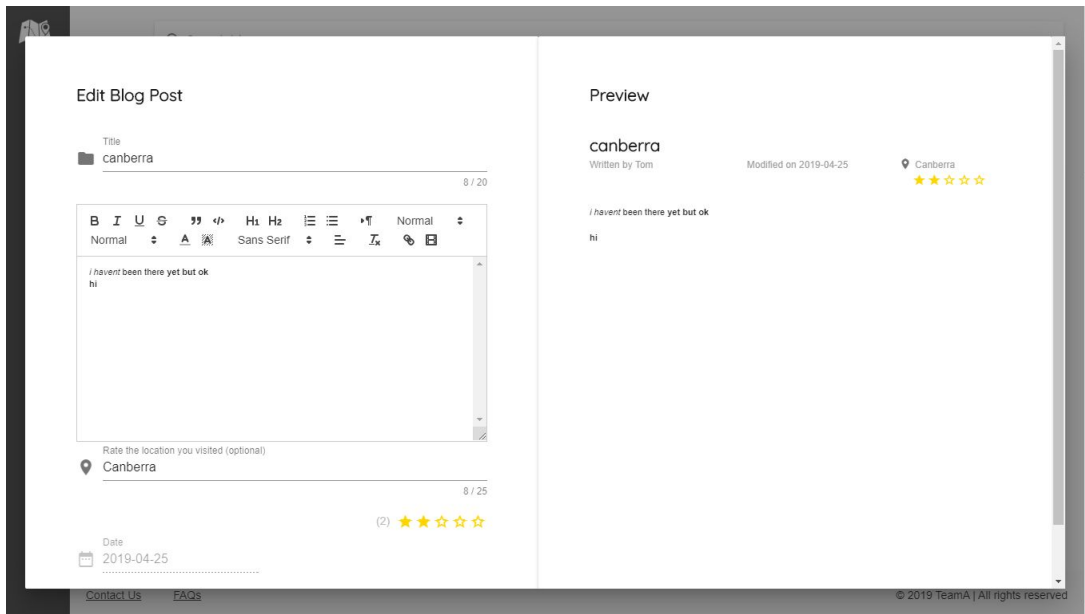 Edit Blog Post
Title
canberra
8 / 20
B I U S H1 H2 Normal
Normal A A Sans Serif Tx
i havent been there yet but ok
hi
Rate the location you visited (optional)
Canberra
8 / 25
(2)
Date
2019-04-25
Preview
canberra
Written by Tom Modified on 2019-04-25 Canberra
i havent been there yet but ok
hi
Contact Us FAQs © 2019 TeamA | All rights reserved